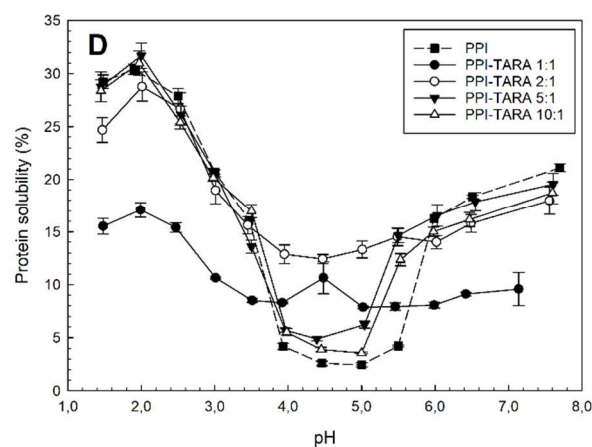 D
PPI
PPI-TARA 1:1
PPI-TARA 2:1
PPI-TARA 5:1
PPI-TARA 10:1
Protein solubility (%)
35
30
25
20
15
10
5
0
1,0 2,0 3,0 4,0 5,0 6,0 7,0 8,0
pH